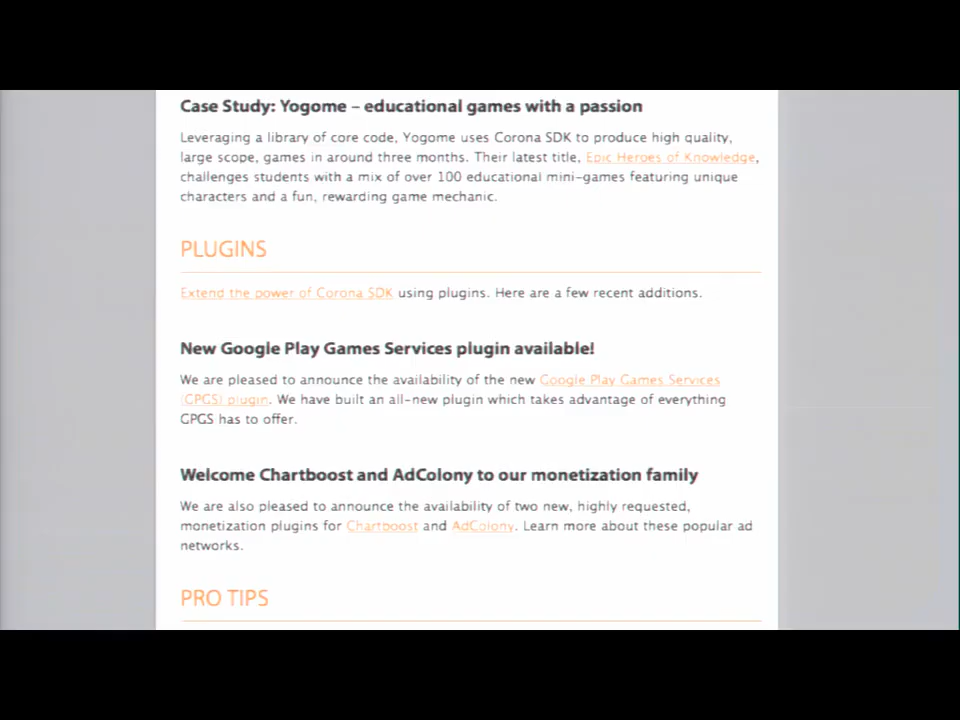 Case Study: Yogome – educational games with a passion
Leveraging a library of core code, Yogome uses Corona SDK to produce high quality,
large scope, games in around three months. Their latest title, Epic Heroes of Knowledge,
challenges students with a mix of over 100 educational mini-games featuring unique
characters and a fun, rewarding game mechanic.
PLUGINS
Extend the power of Corona SDK using plugins. Here are a few recent additions.
New Google Play Games Services plugin available!
We are pleased to announce the availability of the new Google Play Games Services
(GPGS) plugin. We have built an all-new plugin which takes advantage of everything
GPGS has to offer.
Welcome Chartboost and AdColony to our monetization family
We are also pleased to announce the availability of two new, highly requested,
monetization plugins for Chartboost and AdColony. Learn more about these popular ad
networks.
PRO TIPS